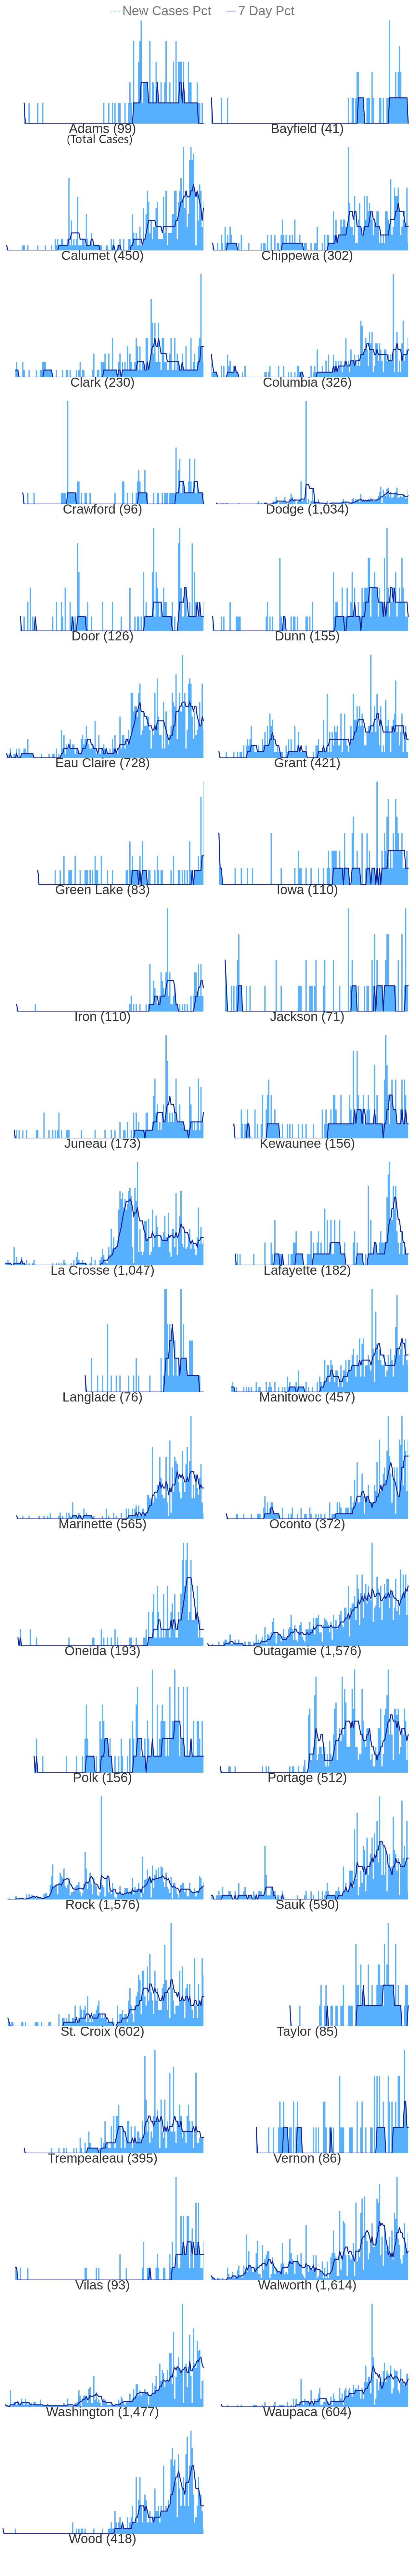 New Cases Pct 7 Day Pct
Adams (99) Bayfield (41)
(Total Cases)
Calumet (450) Chippewa (302)
Clark (230) Columbia (326)
Crawford (96) Dodge (1,034)
Door (126) Dunn (155)
Eau Claire (728) Grant (421)
Green Lake (83) Iowa (110)
Iron (110) Jackson (71)
Juneau (173) Kewaunee (156)
La Crosse (1,047) Lafayette (182)
Langlade (76) Manitowoc (457)
Marinette (565) Oconto (372)
Oneida (193) Outagamie (1,576)
Polk (156) Portage (512)
Rock (1,576) Sauk (590)
St. Croix (602) Taylor (85)
Trempealeau (395) Vernon (86)
Vilas (93) Walworth (1,614)
Washington (1,477) Waupaca (604)
Wood (418)